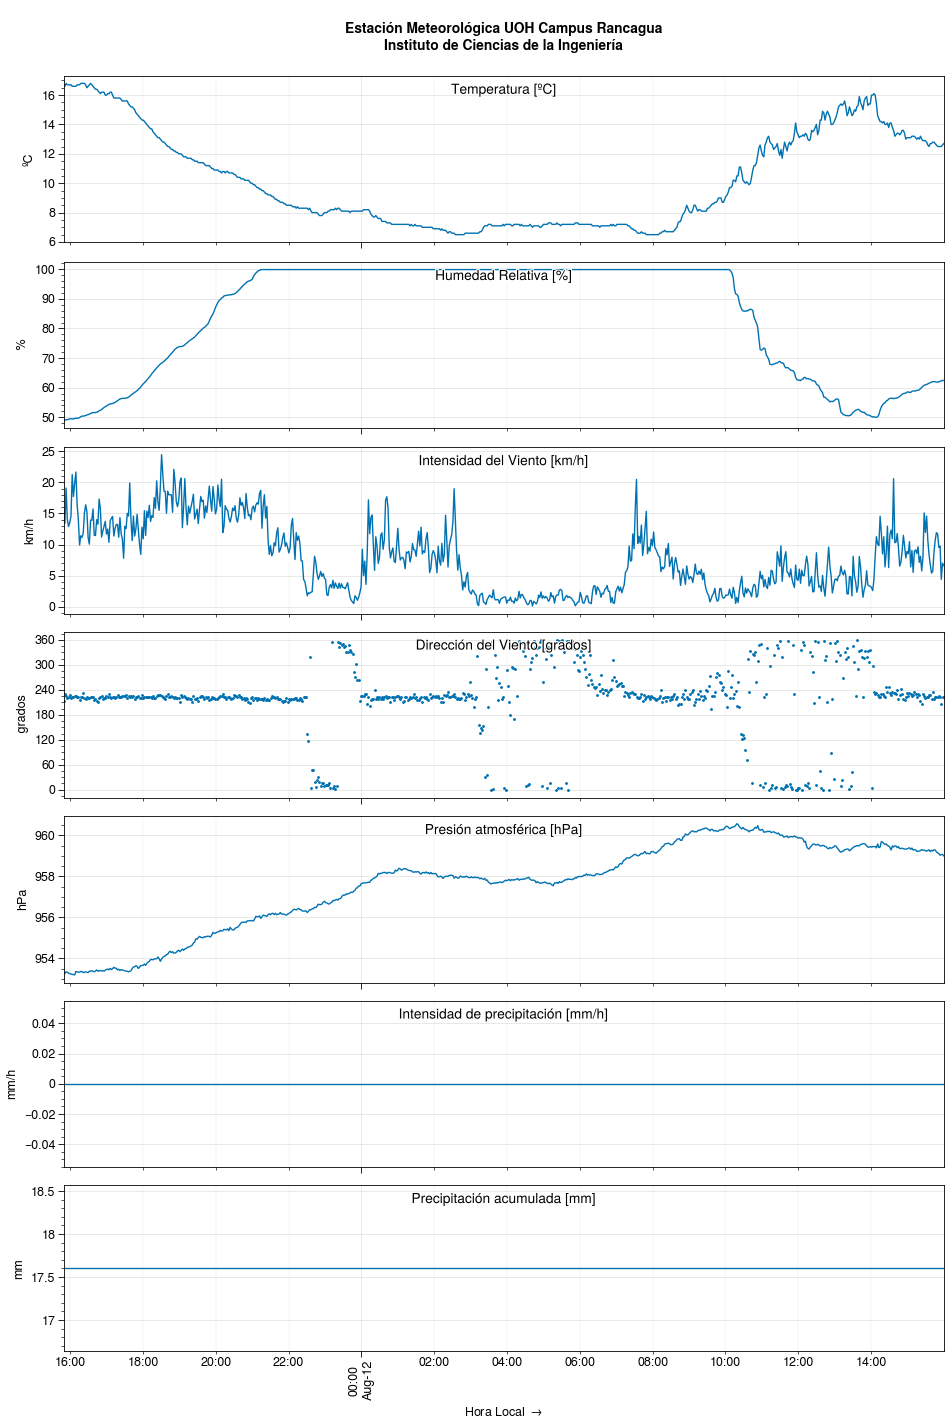 Estación Meteorológica UOH Campus Rancagua
Instituto de Ciencias de la Ingeniería
Temperatura [ºC]
16
14
12
10
8
6
ºC
Humedad Relativa [%]
100
90
80
70
60
50
%
Intensidad del Viento [km/h]
25
20
15
10
5
0
km/h
Dirección del Viento [grados]
360
300
240
180
120
60
0
grados
Presión atmosférica [hPa]
960
958
956
954
hPa
Intensidad de precipitación [mm/h]
0.04
0.02
0
−0.02
−0.04
mm/h
Precipitación acumulada [mm]
18.5
18
17.5
17
mm
16:00 18:00 20:00 22:00 00:00 02:00 04:00 06:00 08:00 10:00 12:00 14:00
Aug-12
Hora Local →